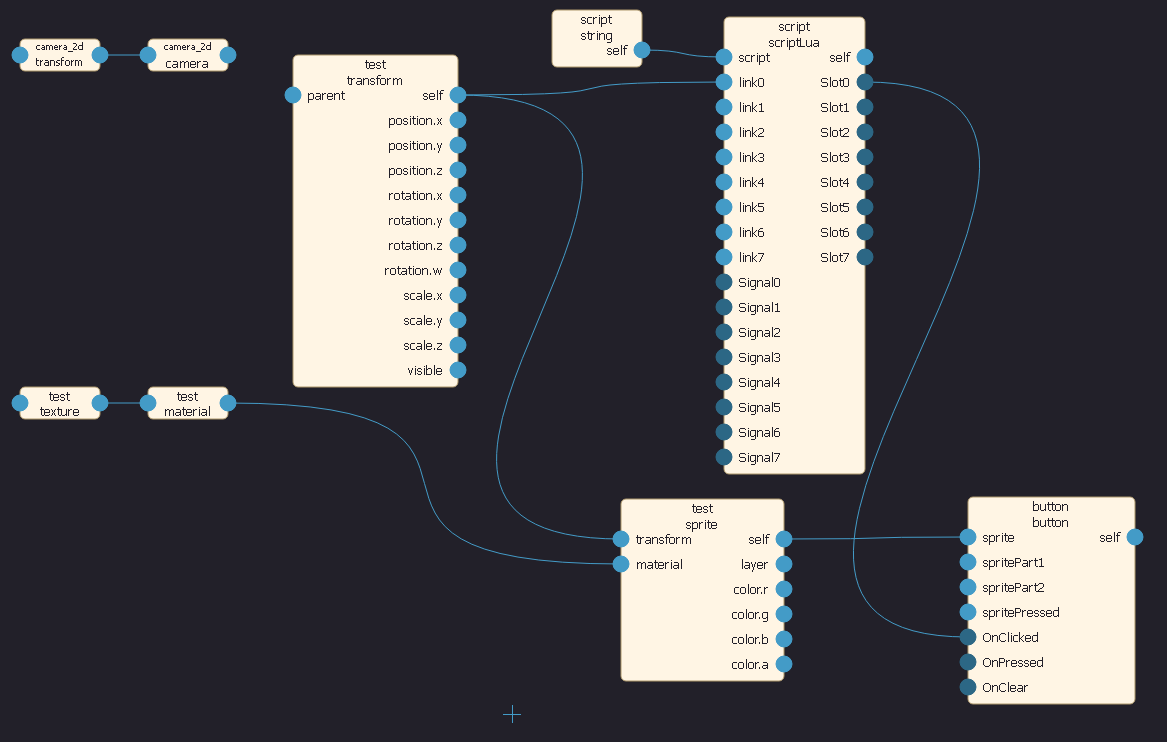 camera_2d
transform
camera_2d
camera
test
transform
parent
self
position.x
position.y
position.z
rotation.x
rotation.y
rotation.z
rotation.w
scale.x
scale.y
scale.z
visible
script
string
self
script
scriptLua
script
self
link0
Slot0
link1
Slot1
link2
Slot2
link3
Slot3
link4
Slot4
link5
Slot5
link6
Slot6
link7
Slot7
Signal0
Signal1
Signal2
Signal3
Signal4
Signal5
Signal6
Signal7
test
texture
test
material
test
sprite
transform
self
material
layer
color.r
color.g
color.b
color.a
button
button
sprite
self
spritePart1
spritePart2
spritePressed
OnClicked
OnPressed
OnClear